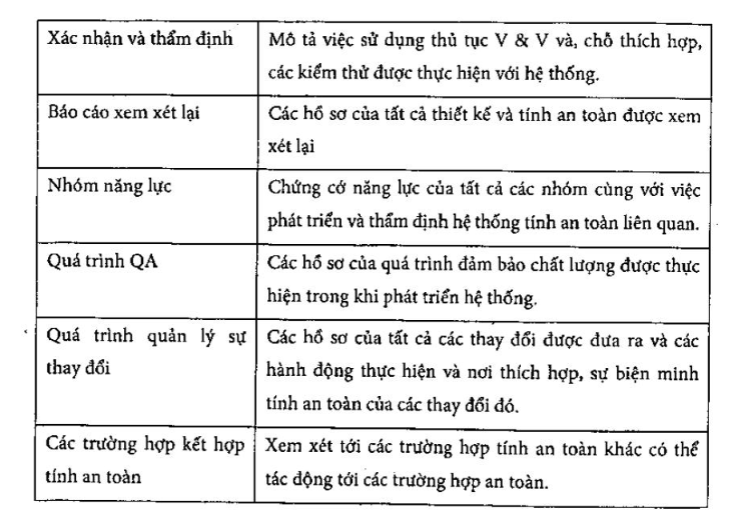 Xác nhận và thẩm định
Mô tả việc sử dụng thủ tục V & V và, chỗ thích hợp,
các kiểm thử được thực hiện với hệ thống.
Báo cáo xem xét lại
Các hồ sơ của tất cả thiết kế và tính an toàn được xem
xét lại
Nhóm năng lực
Chứng cớ năng lực của tất cả các nhóm cùng với việc
phát triển và thẩm định hệ thống tính an toàn liên quan.
Quá trình QA
Các hồ sơ của quá trình đảm bảo chất lượng được thực
hiện trong khi phát triển hệ thống.
Quá trình quản lý sự
thay đổi
Các hồ sơ của tất cả các thay đổi được đưa ra và các
hành động thực hiện và nơi thích hợp, sự biện minh
tính an toàn của các thay đổi đó.
Các trường hợp kết hợp
tính an toàn
Xem xét tới các trường hợp tính an toàn khác có thể
tác động tới các trường hợp an toàn.